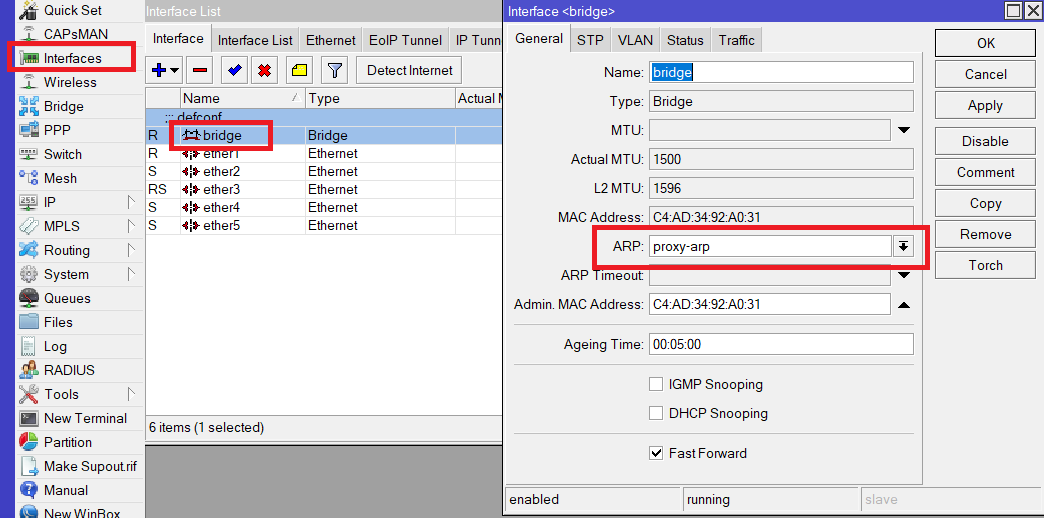 Quick Set
CAPsMAN
Interfaces
Wireless
Bridge
PPP
Switch
Mesh
IP
MPLS
Routing
System
Queues
Files
Log
RADIUS
Tools
New Terminal
Partition
Make Supout.rif
Manual
New WinBox
Interface List
Interface Interface List Ethernet EoIP Tunnel IP Tunn
Detect Internet
Name Type Actual M
::: defconf
R bridge Bridge
R ether1 Ethernet
S ether2 Ethernet
RS ether3 Ethernet
S ether4 Ethernet
S ether5 Ethernet
6 items (1 selected)
Interface <bridge>
General STP VLAN Status Traffic
Name: bridge
Type: Bridge
MTU:
Actual MTU: 1500
L2 MTU: 1596
MAC Address: C4:AD:34:92:A0:31
ARP: proxy-arp
ARP Timeout:
Admin. MAC Address: C4:AD:34:92:A0:31
Ageing Time: 00:05:00
IGMP Snooping
DHCP Snooping
Fast Forward
OK
Cancel
Apply
Disable
Comment
Copy
Remove
Torch
enabled running slave